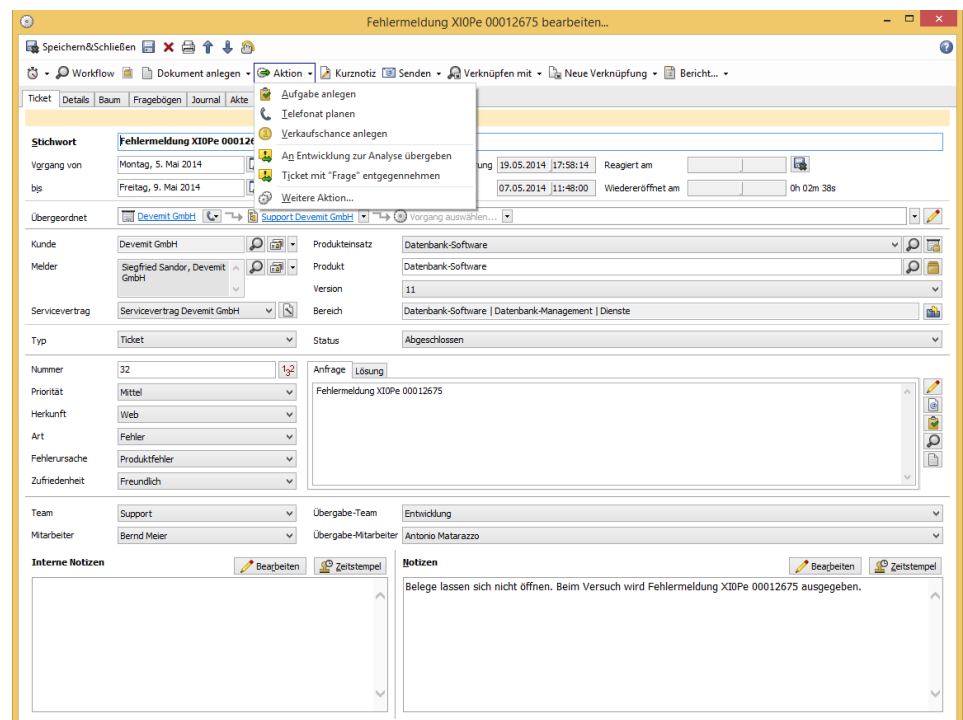 Fehlermeldung XI0Pe 00012675 bearbeiten...
Speichern&Schließen
Workflow Dokument anlegen Aktion Kurznotiz Senden Verknüpfen mit Neue Verknüpfung Bericht...
Ticket Details Baum Fragebögen Journal Akte
Aufgabe anlegen
Telefonat planen
Verkaufschance anlegen
An Entwicklung zur Analyse übergeben
Ticket mit "Frage" entgegennehmen
Weitere Aktion...
Stichwort Fehlermeldung XI0Pe 00012
Vorgang von Montag, 5. Mai 2014 19.05.2014 17:58:14 Reagiert am
bis Freitag, 9. Mai 2014 07.05.2014 11:48:00 Wiedereröffnet am 0h 02m 38s
Übergeordnet Devemit GmbH Support Devemit GmbH Vorgang auswählen...
Kunde Devemit GmbH Produkteinsatz Datenbank-Software
Melder Siegfried Sandor, Devemit GmbH Produkt Datenbank-Software
Version 11
Servicevertrag Servicevertrag Devemit GmbH Bereich Datenbank-Software | Datenbank-Management | Dienste
Typ Ticket Status Abgeschlossen
Nummer 32 Anfrage Lösung
Priorität Mittel Fehlermeldung XI0Pe 00012675
Herkunft Web
Art Fehler
Fehlerursache Produktfehler
Zufriedenheit Freundlich
Team Support Übergabe-Team Entwicklung
Mitarbeiter Bernd Meier Übergabe-Mitarbeiter Antonio Matarazzo
Interne Notizen Bearbeiten Zeitstempel Notizen Bearbeiten Zeitstempel
Belege lassen sich nicht öffnen. Beim Versuch wird Fehlermeldung XI0Pe 00012675 ausgegeben.